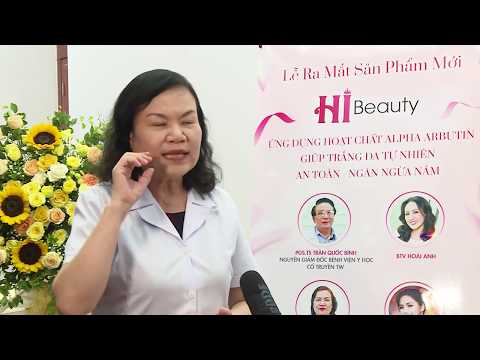 Lễ Ra Mắt Sản Phẩm Mới
HI Beauty
ỨNG DỤNG HOẠT CHẤT ALPHA ARBUTIN
GIÚP TRẮNG DA TỰ NHIÊN
AN TOÀN - NGĂN NGỪA NÁM
PGS.TS TRẦN QUỐC BÌNH
NGUYÊN GIÁM ĐỐC BỆNH VIỆN Y HỌC
CỔ TRUYỀN TW
BTV HOÀI ANH